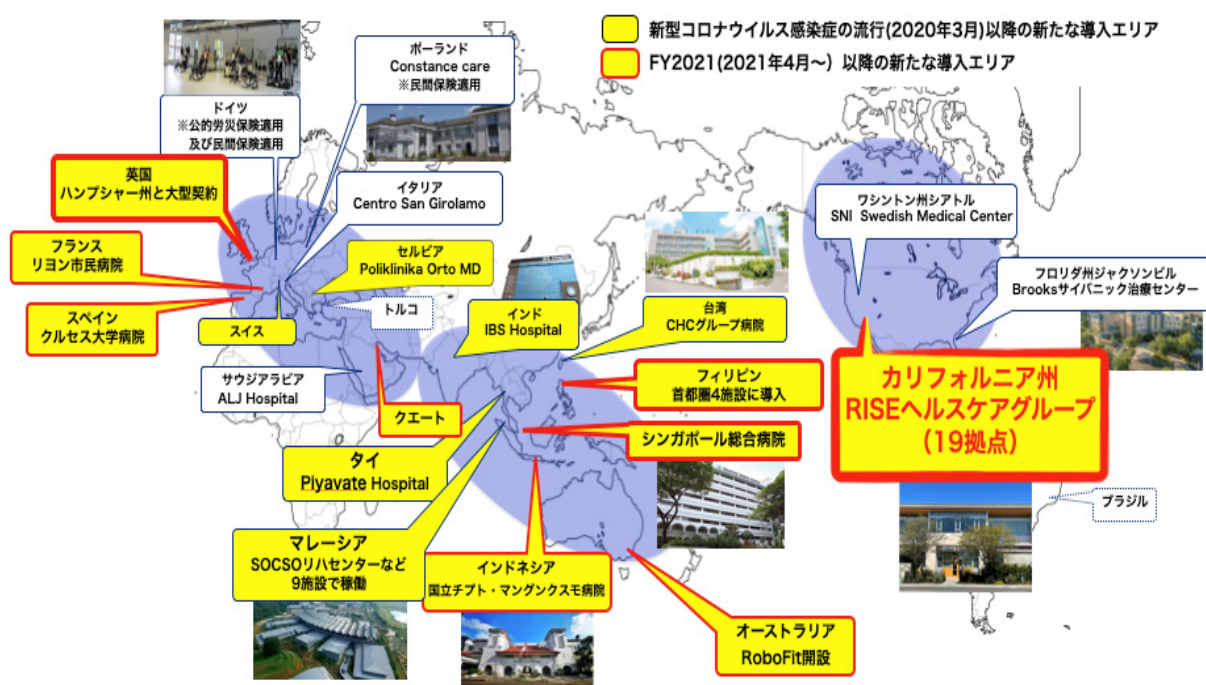 新型コロナウイルス感染症の流行(2020年3月)以降の新たな導入エリア
FY2021(2021年4月〜) 以降の新たな導入エリア
ポーランド
Constance care
※民間保険適用
ドイツ
※公的労災保険適用
及び民間保険適用
英国
ハンプシャー州と大型契約
イタリア
Centro San Girolamo
ワシントン州シアトル
SNI Swedish Medical Center
フランス
リヨン市民病院
セルビア
Poliklinika Orto MD
フロリダ州ジャクソンビル
Brooksサイバニック治療センター
スペイン
クルセス大学病院
スイス
トルコ
インド
IBS Hospital
台湾
CHCグループ病院
サウジアラビア
ALJ Hospital
クエート
フィリピン
首都圏4施設に導入
カリフォルニア州
RISEヘルスケアグループ
(19拠点)
シンガポール総合病院
タイ
Piyavate Hospital
ブラジル
マレーシア
SOCSOリハセンターなど
9施設で稼働
インドネシア
国立チプト・マングンクスモ病院
オーストラリア
RoboFit開設